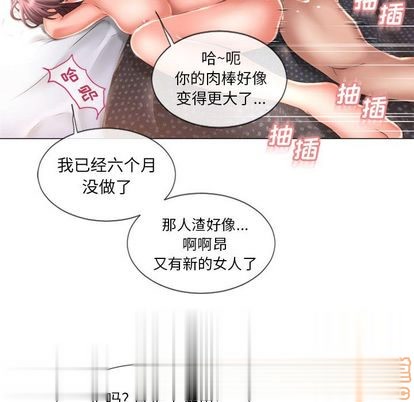 插
哈~呃
你的肉棒好像
变得更大了...
哈
昂
抽
插
抽
插
我已经六个月
没做了
那人渣好像...
啊啊昂
又有新的女人了
吗?